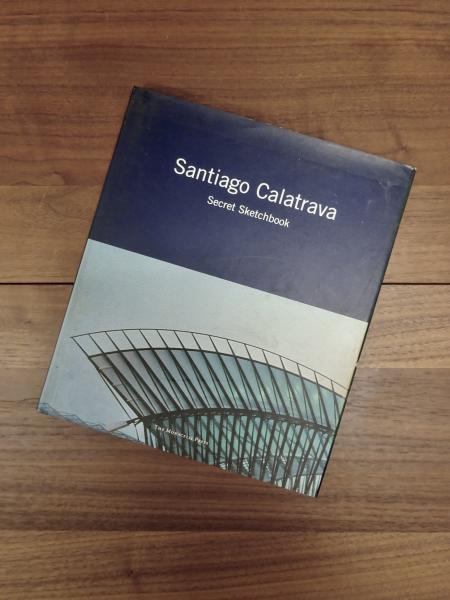 Santiago Calatrava
Secret Sketchbook
The Monacelli Press